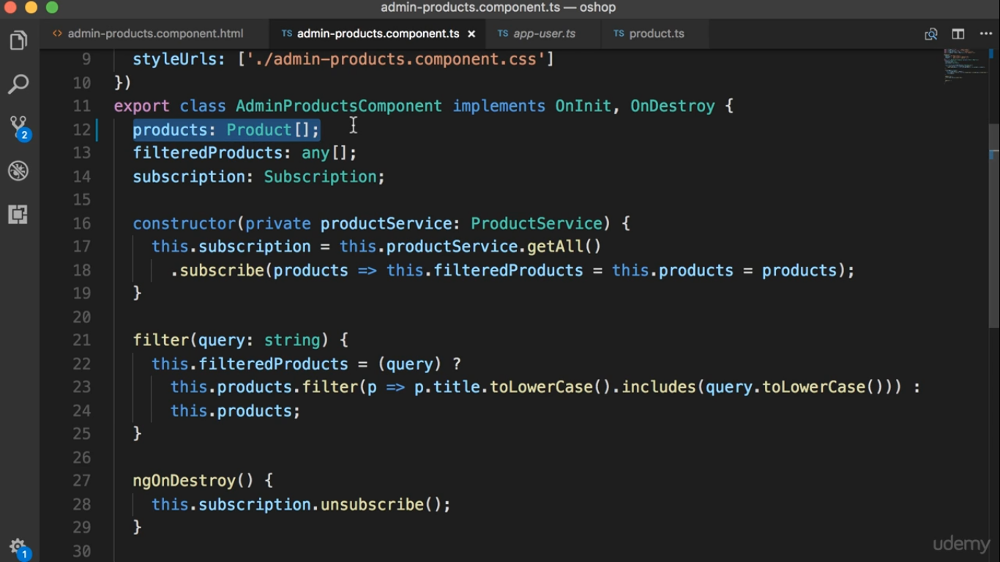 admin-products.component.ts — oshop
<> admin-products.component.html TS admin-products.component.ts × TS app-user.ts TS product.ts
9 styleUrls: ['./admin-products.component.css']
10 })
11 export class AdminProductsComponent implements OnInit, OnDestroy {
12 products: Product[];
13 filteredProducts: any[];
14 subscription: Subscription;
15
16 constructor(private productService: ProductService) {
17 this.subscription = this.productService.getAll()
18 .subscribe(products => this.filteredProducts = this.products = products);
19 }
20
21 filter(query: string) {
22 this.filteredProducts = (query) ?
23 this.products.filter(p => p.title.toLowerCase().includes(query.toLowerCase())) :
24 this.products;
25 }
26
27 ngOnDestroy() {
28 this.subscription.unsubscribe();
29 }
30
2
1
udemy